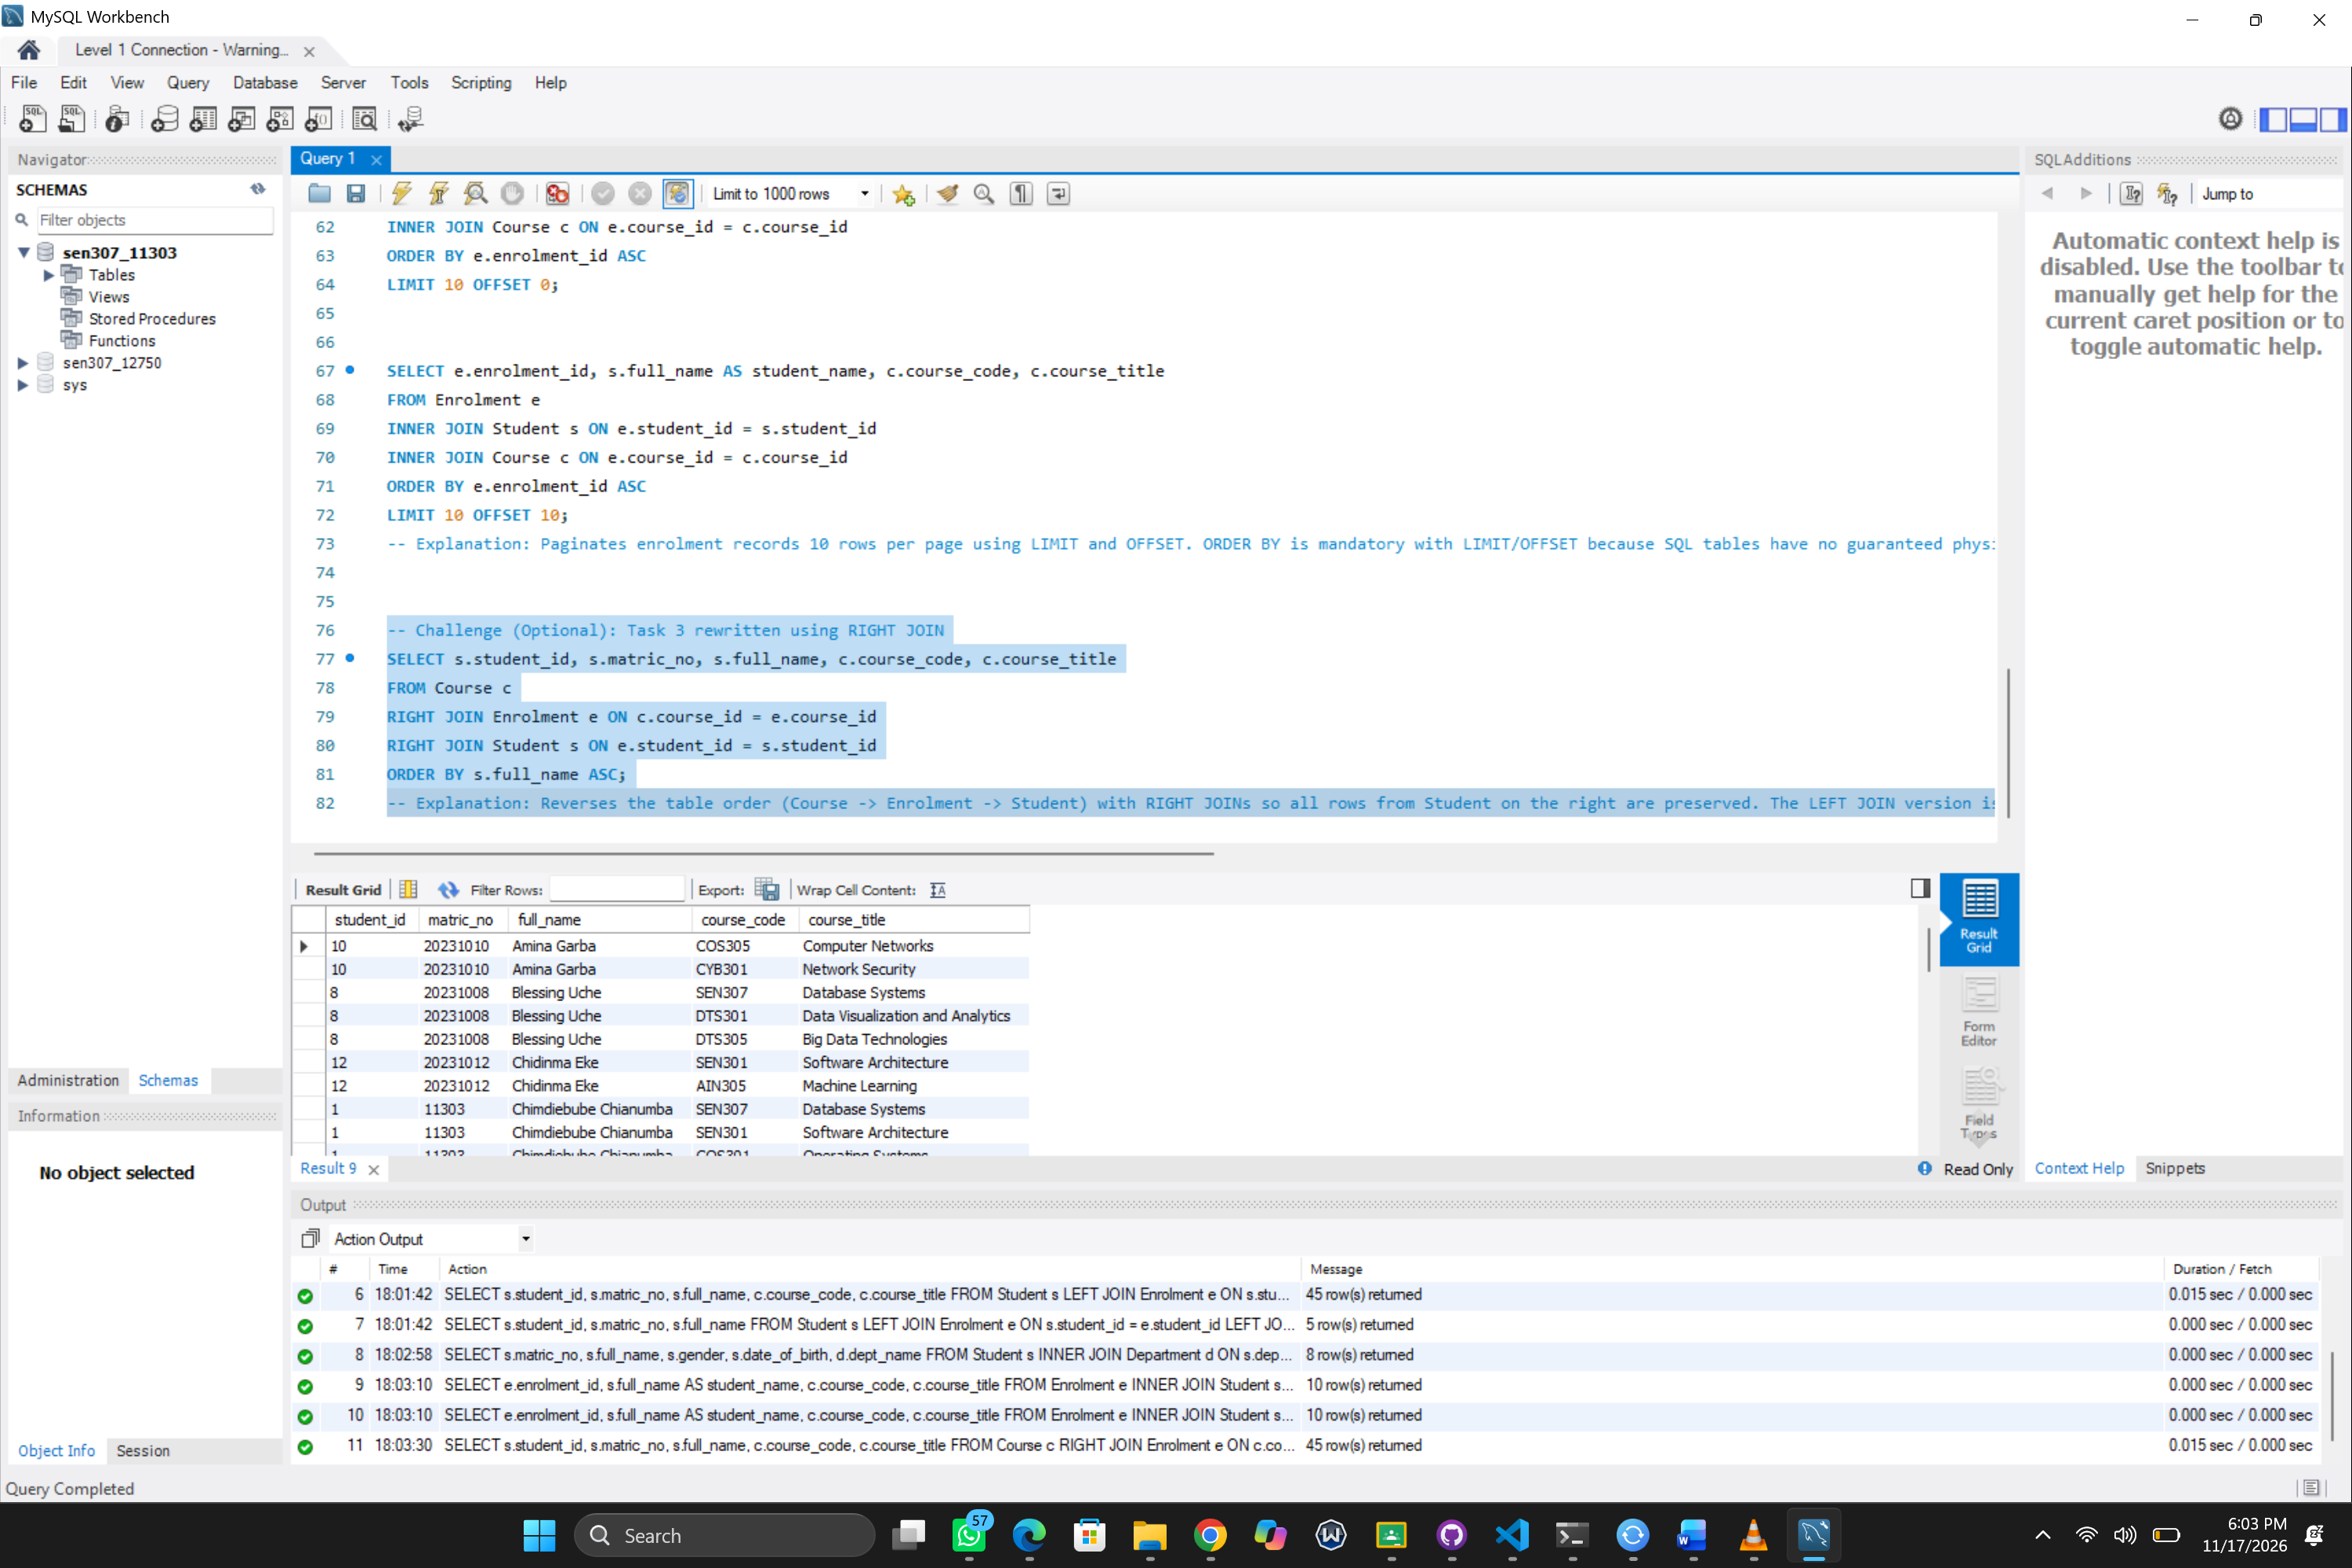 MySQL Workbench
Level 1 Connection - Warning...
File Edit View Query Database Server Tools Scripting Help
Navigator
SCHEMAS
Filter objects
sen307_11303
Tables
Views
Stored Procedures
Functions
sen307_12750
sys
Administration Schemas
Information
No object selected
Object Info Session
Query 1
Limit to 1000 rows
62 INNER JOIN Course c ON e.course_id = c.course_id
63 ORDER BY e.enrolment_id ASC
64 LIMIT 10 OFFSET 0;
65
66
67 SELECT e.enrolment_id, s.full_name AS student_name, c.course_code, c.course_title
68 FROM Enrolment e
69 INNER JOIN Student s ON e.student_id = s.student_id
70 INNER JOIN Course c ON e.course_id = c.course_id
71 ORDER BY e.enrolment_id ASC
72 LIMIT 10 OFFSET 10;
73 -- Explanation: Paginates enrolment records 10 rows per page using LIMIT and OFFSET. ORDER BY is mandatory with LIMIT/OFFSET because SQL tables have no guaranteed phys
74
75
76 -- Challenge (Optional): Task 3 rewritten using RIGHT JOIN
77 SELECT s.student_id, s.matric_no, s.full_name, c.course_code, c.course_title
78 FROM Course c
79 RIGHT JOIN Enrolment e ON c.course_id = e.course_id
80 RIGHT JOIN Student s ON e.student_id = s.student_id
81 ORDER BY s.full_name ASC;
82 -- Explanation: Reverses the table order (Course -> Enrolment -> Student) with RIGHT JOINs so all rows from Student on the right are preserved. The LEFT JOIN version is
Result Grid Filter Rows: Export: Wrap Cell Content:
student_id matric_no full_name course_code course_title
10 20231010 Amina Garba COS305 Computer Networks
10 20231010 Amina Garba CYB301 Network Security
8 20231008 Blessing Uche SEN307 Database Systems
8 20231008 Blessing Uche DTS301 Data Visualization and Analytics
8 20231008 Blessing Uche DTS305 Big Data Technologies
12 20231012 Chidinma Eke SEN301 Software Architecture
12 20231012 Chidinma Eke AIN305 Machine Learning
1 11303 Chimdiebube Chianumba SEN307 Database Systems
1 11303 Chimdiebube Chianumba SEN301 Software Architecture
1 11303 Chimdiebube Chianumba COS301 Operating Systems
Result Grid
Form Editor
Field Types
Result 9
Read Only
SQLAdditions
Jump to
Automatic context help is
disabled. Use the toolbar to
manually get help for the
current caret position or to
toggle automatic help.
Context Help Snippets
Output
Action Output
# Time Action Message Duration / Fetch
6 18:01:42 SELECT s.student_id, s.matric_no, s.full_name, c.course_code, c.course_title FROM Student s LEFT JOIN Enrolment e ON s.stu... 45 row(s) returned 0.015 sec / 0.000 sec
7 18:01:42 SELECT s.student_id, s.matric_no, s.full_name FROM Student s LEFT JOIN Enrolment e ON s.student_id = e.student_id LEFT JO... 5 row(s) returned 0.000 sec / 0.000 sec
8 18:02:58 SELECT s.matric_no, s.full_name, s.gender, s.date_of_birth, d.dept_name FROM Student s INNER JOIN Department d ON s.dep... 8 row(s) returned 0.000 sec / 0.000 sec
9 18:03:10 SELECT e.enrolment_id, s.full_name AS student_name, c.course_code, c.course_title FROM Enrolment e INNER JOIN Student s... 10 row(s) returned 0.000 sec / 0.000 sec
10 18:03:10 SELECT e.enrolment_id, s.full_name AS student_name, c.course_code, c.course_title FROM Enrolment e INNER JOIN Student s... 10 row(s) returned 0.000 sec / 0.000 sec
11 18:03:30 SELECT s.student_id, s.matric_no, s.full_name, c.course_code, c.course_title FROM Course c RIGHT JOIN Enrolment e ON c.co... 45 row(s) returned 0.015 sec / 0.000 sec
Query Completed
Search
57
6:03 PM
11/17/2026